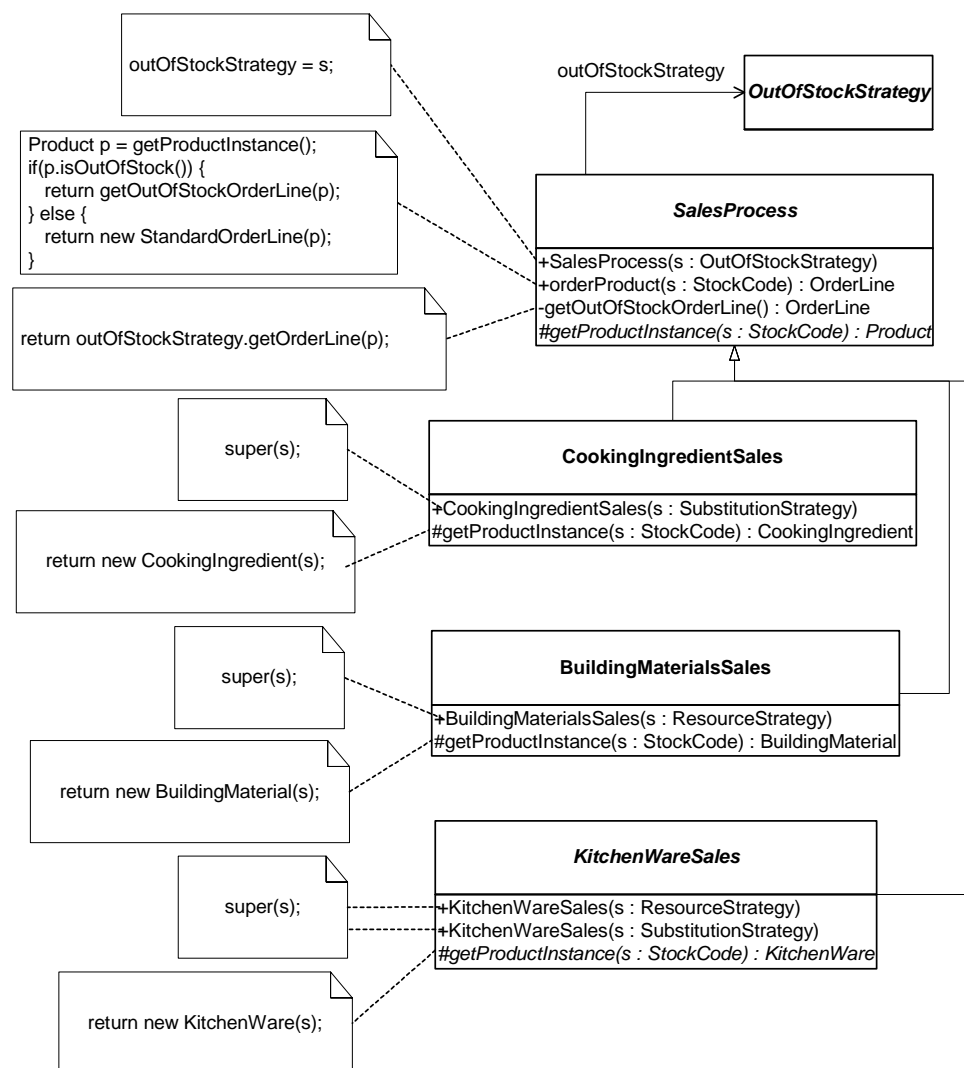 outOfStockStrategy = s;
outOfStockStrategy
OutOfStockStrategy
Product p = getProductInstance();
if(p.isOutOfStock()) {
return getOutOfStockOrderLine(p);
} else {
return new StandardOrderLine(p);
}
SalesProcess
+SalesProcess(s : OutOfStockStrategy)
+orderProduct(s : StockCode) : OrderLine
-getOutOfStockOrderLine() : OrderLine
#getProductInstance(s : StockCode) : Product
return outOfStockStrategy.getOrderLine(p);
super(s);
CookingIngredientSales
+CookingIngredientSales(s : SubstitutionStrategy)
#getProductInstance(s : StockCode) : CookingIngredient
return new CookingIngredient(s);
super(s);
BuildingMaterialsSales
+BuildingMaterialsSales(s : ResourceStrategy)
#getProductInstance(s : StockCode) : BuildingMaterial
return new BuildingMaterial(s);
super(s);
KitchenWareSales
+KitchenWareSales(s : ResourceStrategy)
+KitchenWareSales(s : SubstitutionStrategy)
#getProductInstance(s : StockCode) : KitchenWare
return new KitchenWare(s);